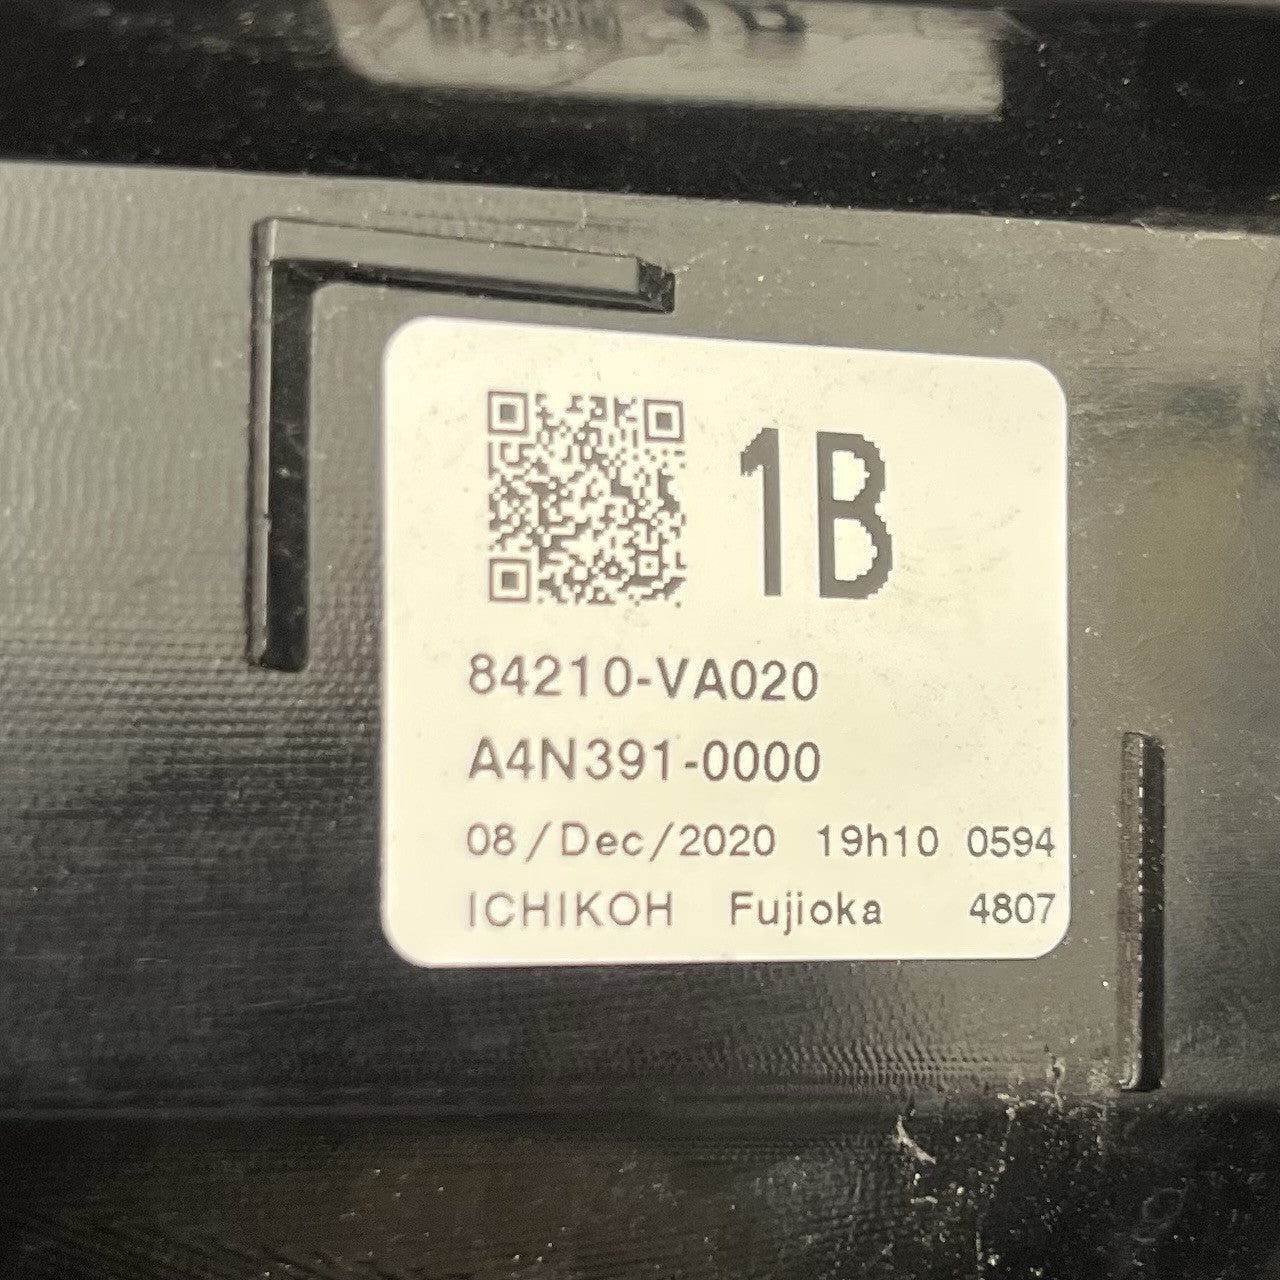 1B
84210-VA020
A4N391-0000
08/Dec/2020 19h10 0594
ICHIKOH Fujioka 4807